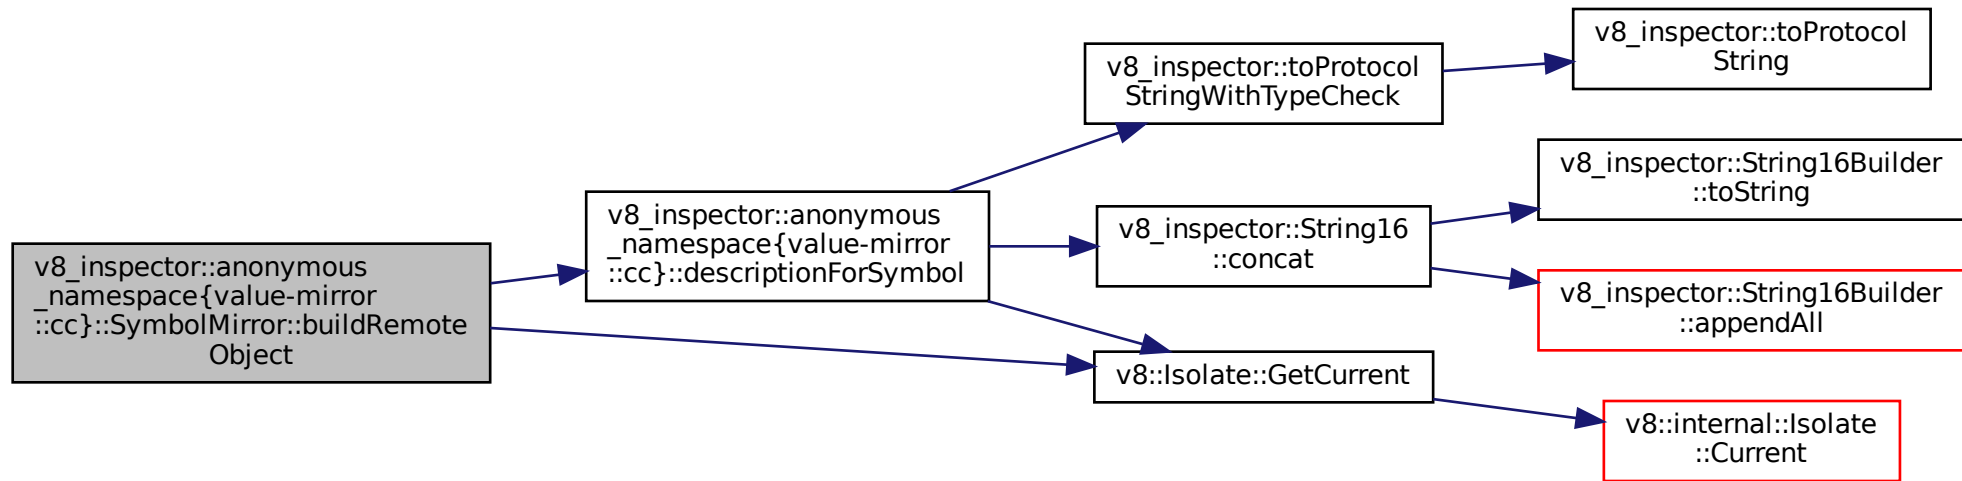 v8_inspector::anonymous
_namespace{value-mirror
::cc}::SymbolMirror::buildRemote
Object
v8_inspector::anonymous
_namespace{value-mirror
::cc}::descriptionForSymbol
v8_inspector::toProtocol
StringWithTypeCheck
v8_inspector::toProtocol
String
v8_inspector::String16
::concat
v8_inspector::String16Builder
::toString
v8_inspector::String16Builder
::appendAll
v8::Isolate::GetCurrent
v8::internal::Isolate
::Current